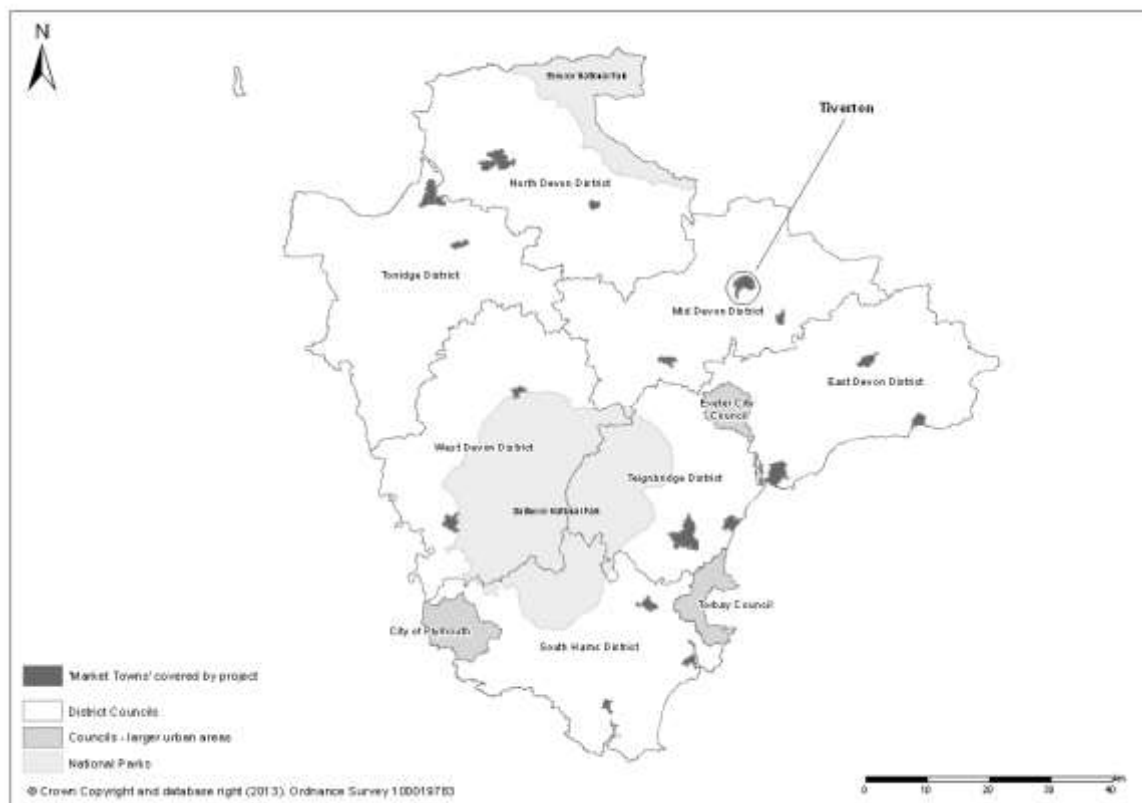 N
Exmoor National Park
Tiverton
North Devon District
Torridge District
Mid Devon District
East Devon District
Exeter City
Council
West Devon District
Teignbridge District
Dartmoor National Park
Torbay Council
City of Plymouth
South Hams District
'Market Towns' covered by project
District Councils
Councils - larger urban areas
National Parks
© Crown Copyright and database right (2013). Ordnance Survey 100019783
km
0 10 20 30 40